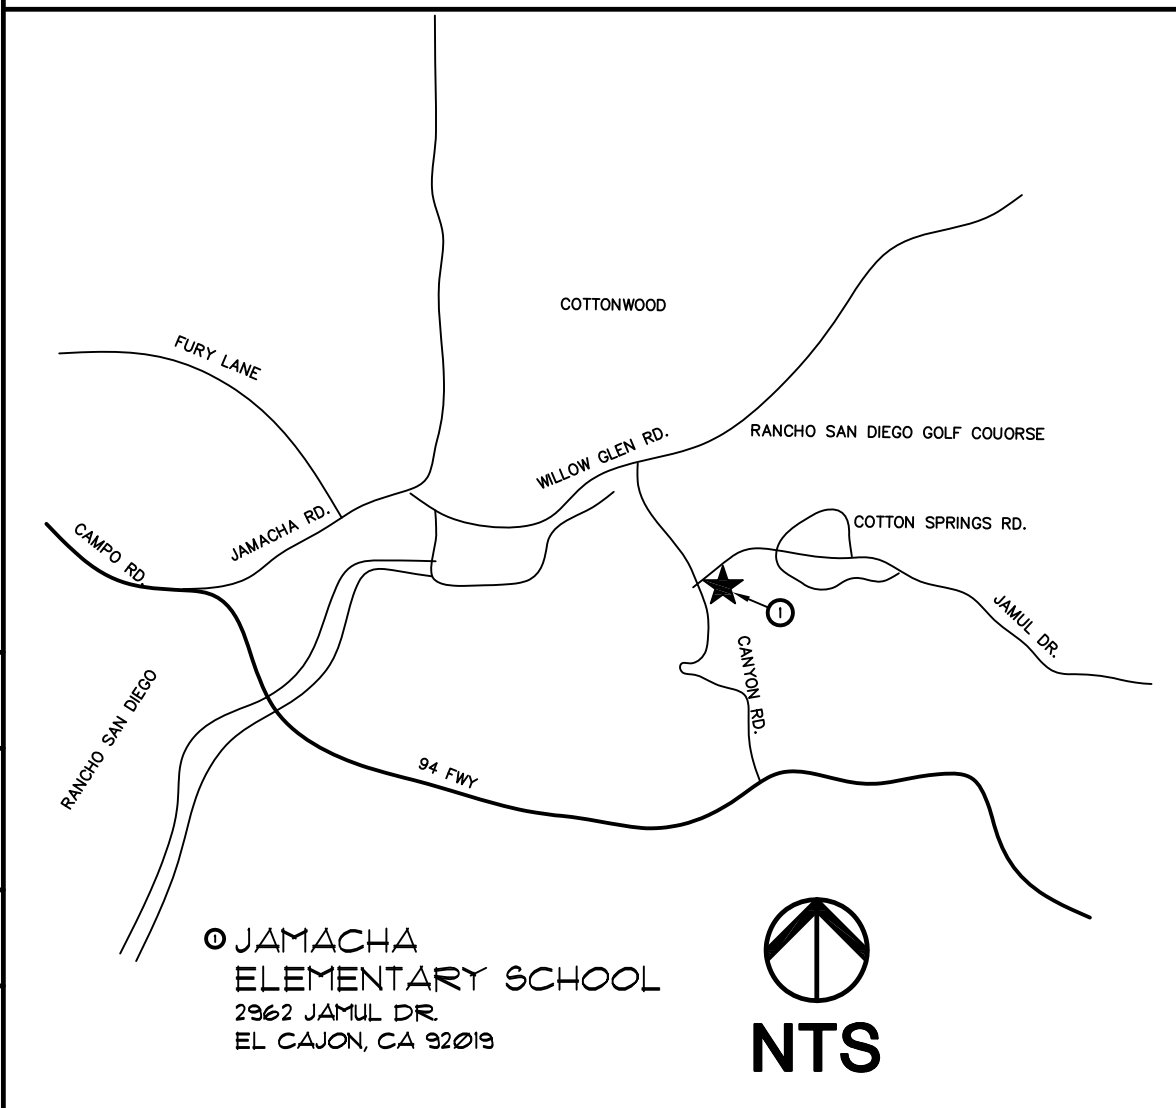 COTTONWOOD
FURY LANE
RANCHO SAN DIEGO GOLF COUORSE
WILLOW GLEN RD.
COTTON SPRINGS RD.
JAMACHA RD.
CAMPO RD.
1
JAMUL DR.
CANYON RD.
RANCHO SAN DIEGO
94 FWY
1 JAMACHA
ELEMENTARY SCHOOL
2962 JAMUL DR.
EL CAJON, CA 92019
NTS